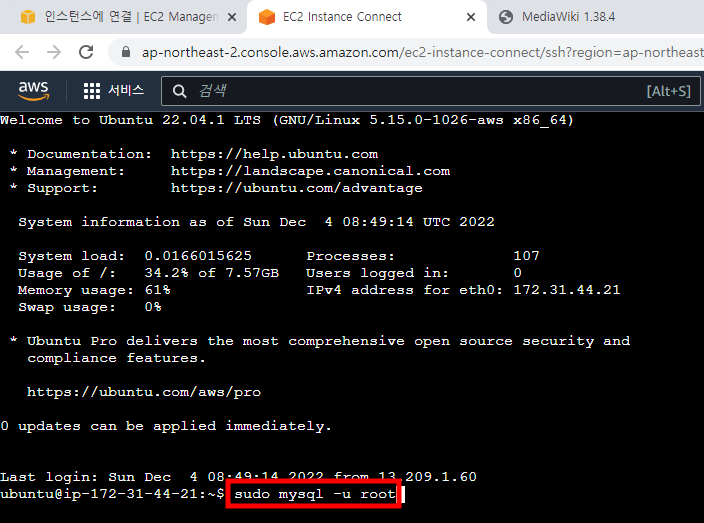 인스턴스에 연결 | EC2 Managem
EC2 Instance Connect
MediaWiki 1.38.4
ap-northeast-2.console.aws.amazon.com/ec2-instance-connect/ssh?region=ap-northeast
aws
서비스
검색
[Alt+S]
Welcome to Ubuntu 22.04.1 LTS (GNU/Linux 5.15.0-1026-aws x86_64)
* Documentation: https://help.ubuntu.com
* Management: https://landscape.canonical.com
* Support: https://ubuntu.com/advantage
System information as of Sun Dec 4 08:49:14 UTC 2022
System load: 0.0166015625 Processes: 107
Usage of /: 34.2% of 7.57GB Users logged in: 0
Memory usage: 61% IPv4 address for eth0: 172.31.44.21
Swap usage: 0%
* Ubuntu Pro delivers the most comprehensive open source security and
compliance features.
https://ubuntu.com/aws/pro
0 updates can be applied immediately.
Last login: Sun Dec 4 08:49:14 2022 from 13.209.1.60
ubuntu@ip-172-31-44-21:~$ sudo mysql -u root